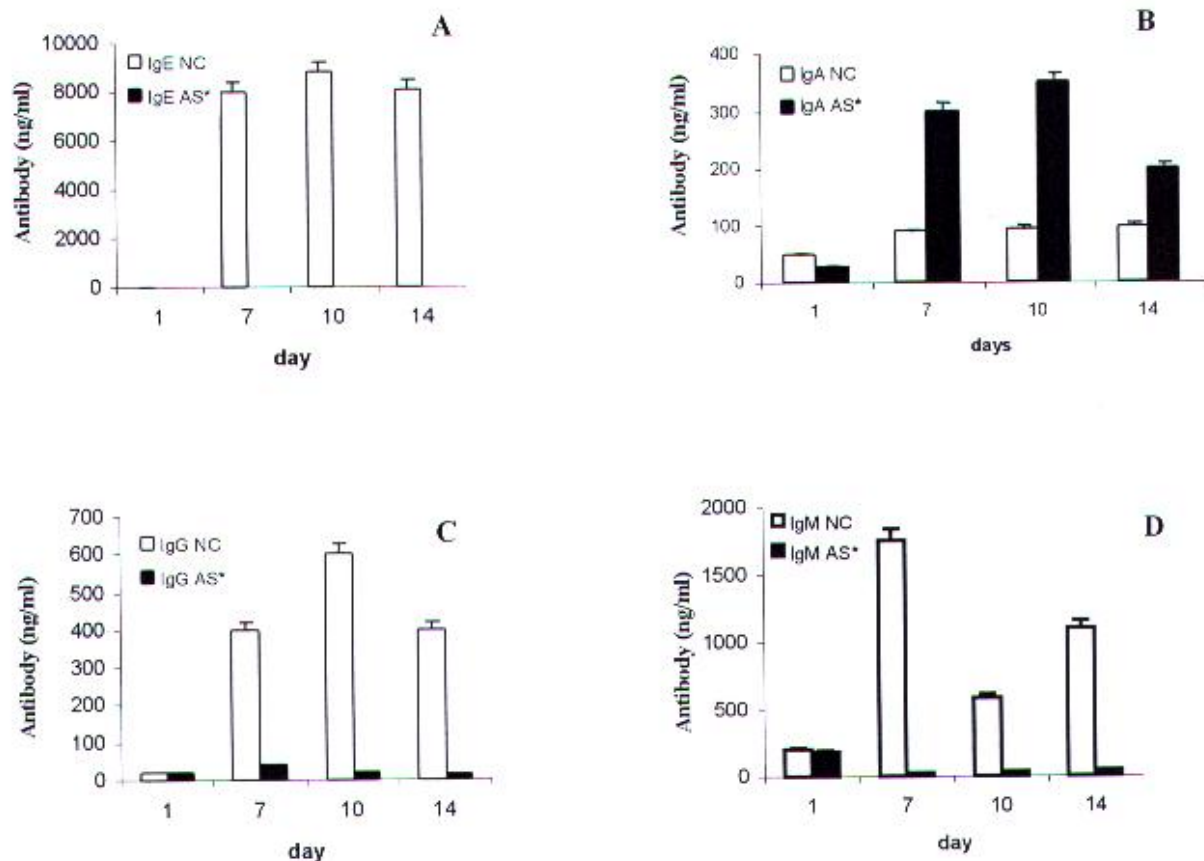 A
10000
8000
6000
4000
2000
0
Antibody (ng/ml)
IgE NC
IgE AS*
1 7 10 14
day
B
400
300
200
100
0
Antibody (ng/ml)
IgA NC
IgA AS*
1 7 10 14
days
C
700
600
500
400
300
200
100
0
Antibody (ng/ml)
IgG NC
IgG AS*
1 7 10 14
day
D
2000
1500
1000
500
0
Antibody (ng/ml)
IgM NC
IgM AS*
1 7 10 14
day